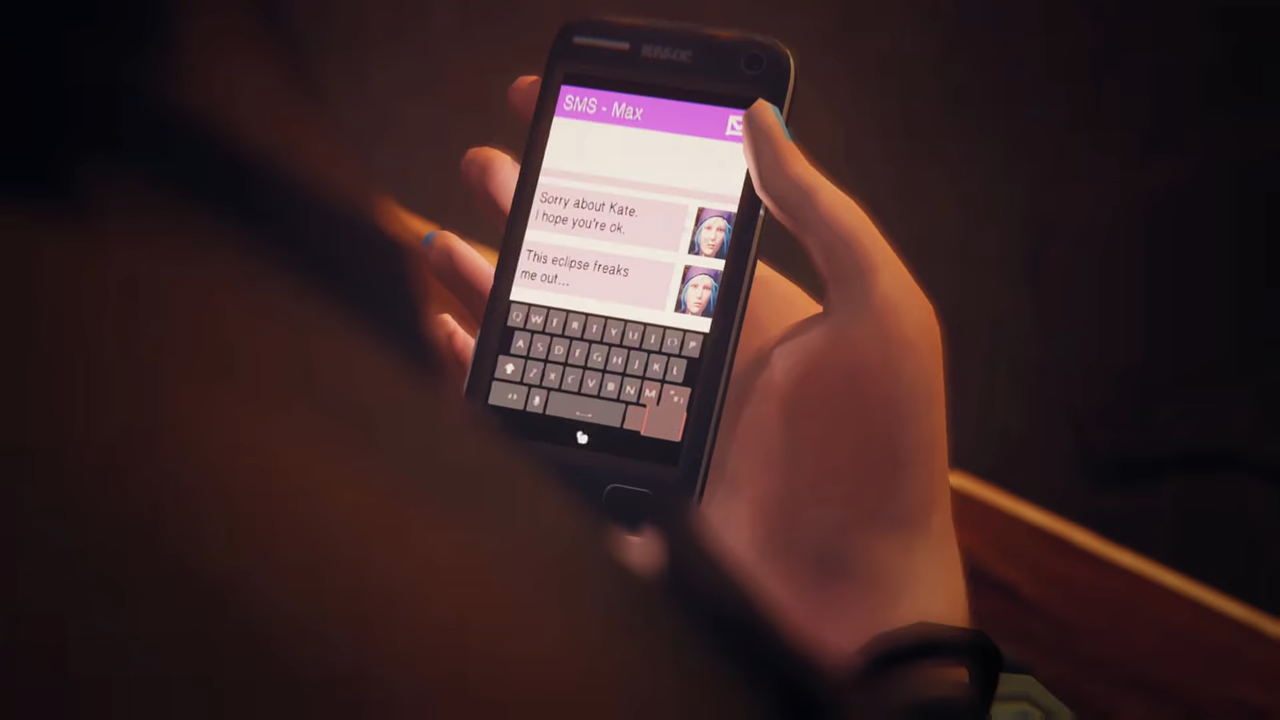 SMS - Max
Sorry about Kate.
I hope you're ok.
This eclipse freaks
me out...
Q W E R T Y U I O P
A S D F G H J K L
Z X C V B N M